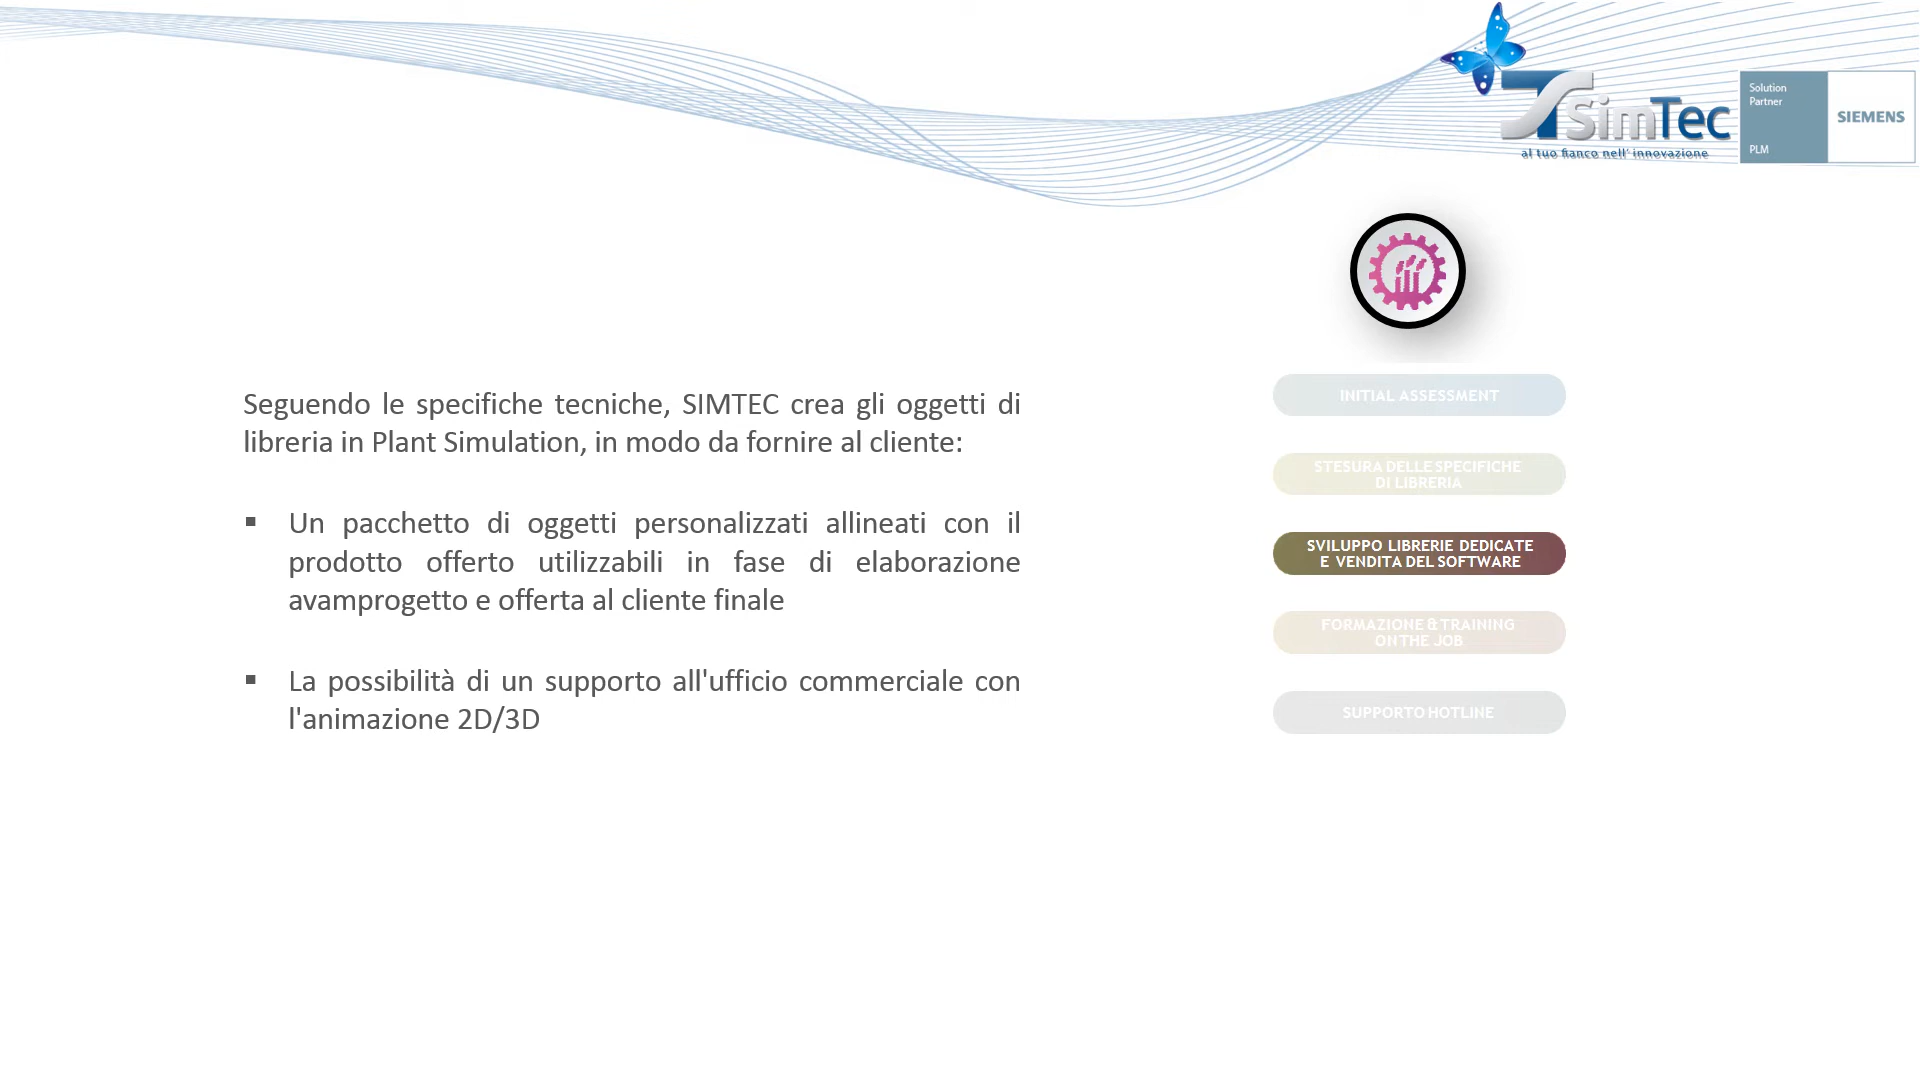 SimTec
al tuo fianco nell' innovazione
Solution
Partner
PLM
SIEMENS
Seguendo le specifiche tecniche, SIMTEC crea gli oggetti di
libreria in Plant Simulation, in modo da fornire al cliente:
▪ Un pacchetto di oggetti personalizzati allineati con il
prodotto offerto utilizzabili in fase di elaborazione
avamprogetto e offerta al cliente finale
▪ La possibilità di un supporto all'ufficio commerciale con
l'animazione 2D/3D
INITIAL ASSESSMENT
STESURA DELLE SPECIFICHE
DI LIBRERIA
SVILUPPO LIBRERIE DEDICATE
E VENDITA DEL SOFTWARE
FORMAZIONE & TRAINING
ON THE JOB
SUPPORTO HOTLINE